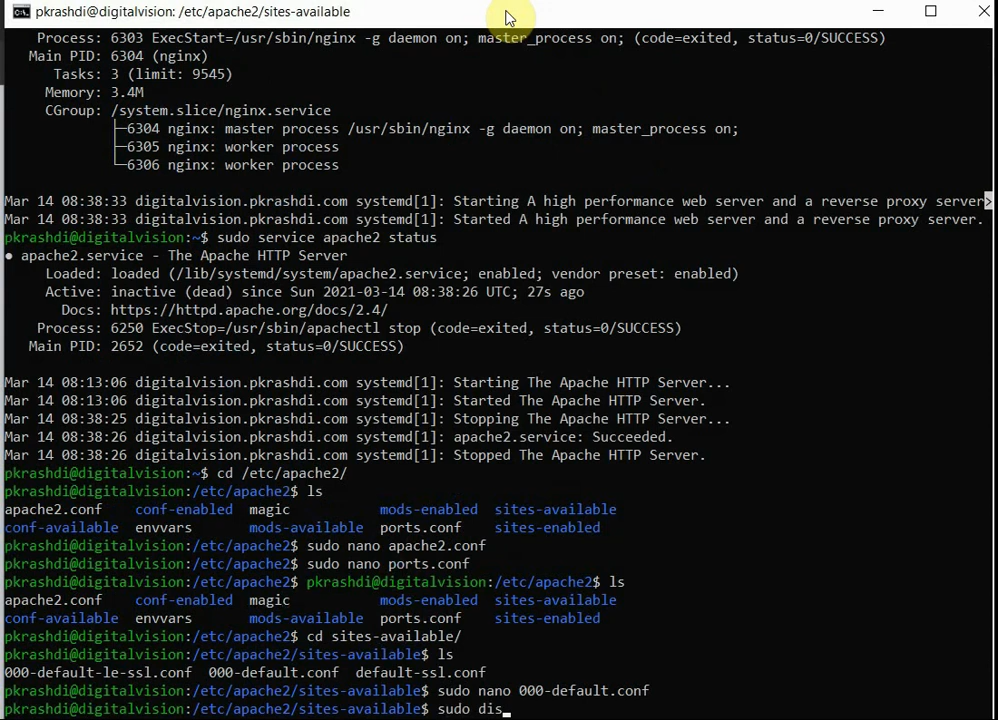 pkrashdi@digitalvision: /etc/apache2/sites-available
Process: 6303 ExecStart=/usr/sbin/nginx -g daemon on; master_process on; (code=exited, status=0/SUCCESS)
Main PID: 6304 (nginx)
Tasks: 3 (limit: 9545)
Memory: 3.4M
CGroup: /system.slice/nginx.service
├─6304 nginx: master process /usr/sbin/nginx -g daemon on; master_process on;
├─6305 nginx: worker process
└─6306 nginx: worker process
Mar 14 08:38:33 digitalvision.pkrashdi.com systemd[1]: Starting A high performance web server and a reverse proxy server>
Mar 14 08:38:33 digitalvision.pkrashdi.com systemd[1]: Started A high performance web server and a reverse proxy server.
pkrashdi@digitalvision:~$ sudo service apache2 status
● apache2.service - The Apache HTTP Server
Loaded: loaded (/lib/systemd/system/apache2.service; enabled; vendor preset: enabled)
Active: inactive (dead) since Sun 2021-03-14 08:38:26 UTC; 27s ago
Docs: https://httpd.apache.org/docs/2.4/
Process: 6250 ExecStop=/usr/sbin/apachectl stop (code=exited, status=0/SUCCESS)
Main PID: 2652 (code=exited, status=0/SUCCESS)
Mar 14 08:13:06 digitalvision.pkrashdi.com systemd[1]: Starting The Apache HTTP Server...
Mar 14 08:13:06 digitalvision.pkrashdi.com systemd[1]: Started The Apache HTTP Server.
Mar 14 08:38:25 digitalvision.pkrashdi.com systemd[1]: Stopping The Apache HTTP Server...
Mar 14 08:38:26 digitalvision.pkrashdi.com systemd[1]: apache2.service: Succeeded.
Mar 14 08:38:26 digitalvision.pkrashdi.com systemd[1]: Stopped The Apache HTTP Server.
pkrashdi@digitalvision:~$ cd /etc/apache2/
pkrashdi@digitalvision:/etc/apache2$ ls
apache2.conf conf-enabled magic mods-enabled sites-available
conf-available envvars mods-available ports.conf sites-enabled
pkrashdi@digitalvision:/etc/apache2$ sudo nano apache2.conf
pkrashdi@digitalvision:/etc/apache2$ sudo nano ports.conf
pkrashdi@digitalvision:/etc/apache2$ pkrashdi@digitalvision:/etc/apache2$ ls
apache2.conf conf-enabled magic mods-enabled sites-available
conf-available envvars mods-available ports.conf sites-enabled
pkrashdi@digitalvision:/etc/apache2$ cd sites-available/
pkrashdi@digitalvision:/etc/apache2/sites-available$ ls
000-default-le-ssl.conf 000-default.conf default-ssl.conf
pkrashdi@digitalvision:/etc/apache2/sites-available$ sudo nano 000-default.conf
pkrashdi@digitalvision:/etc/apache2/sites-available$ sudo dis